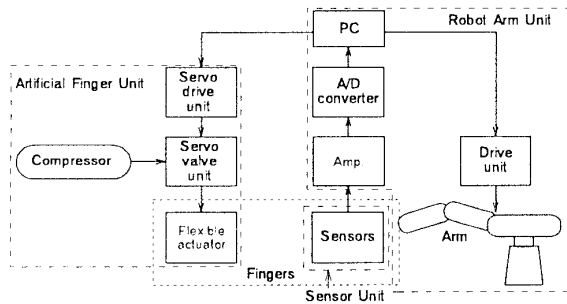 PC
Robot Arm Unit
Artificial Finger Unit
Servo
drive
unit
A/D
converter
Compressor
Servo
valve
unit
Amp.
Drive
unit
Flexible
actuator
Sensors
Arm
Fingers
Sensor Unit